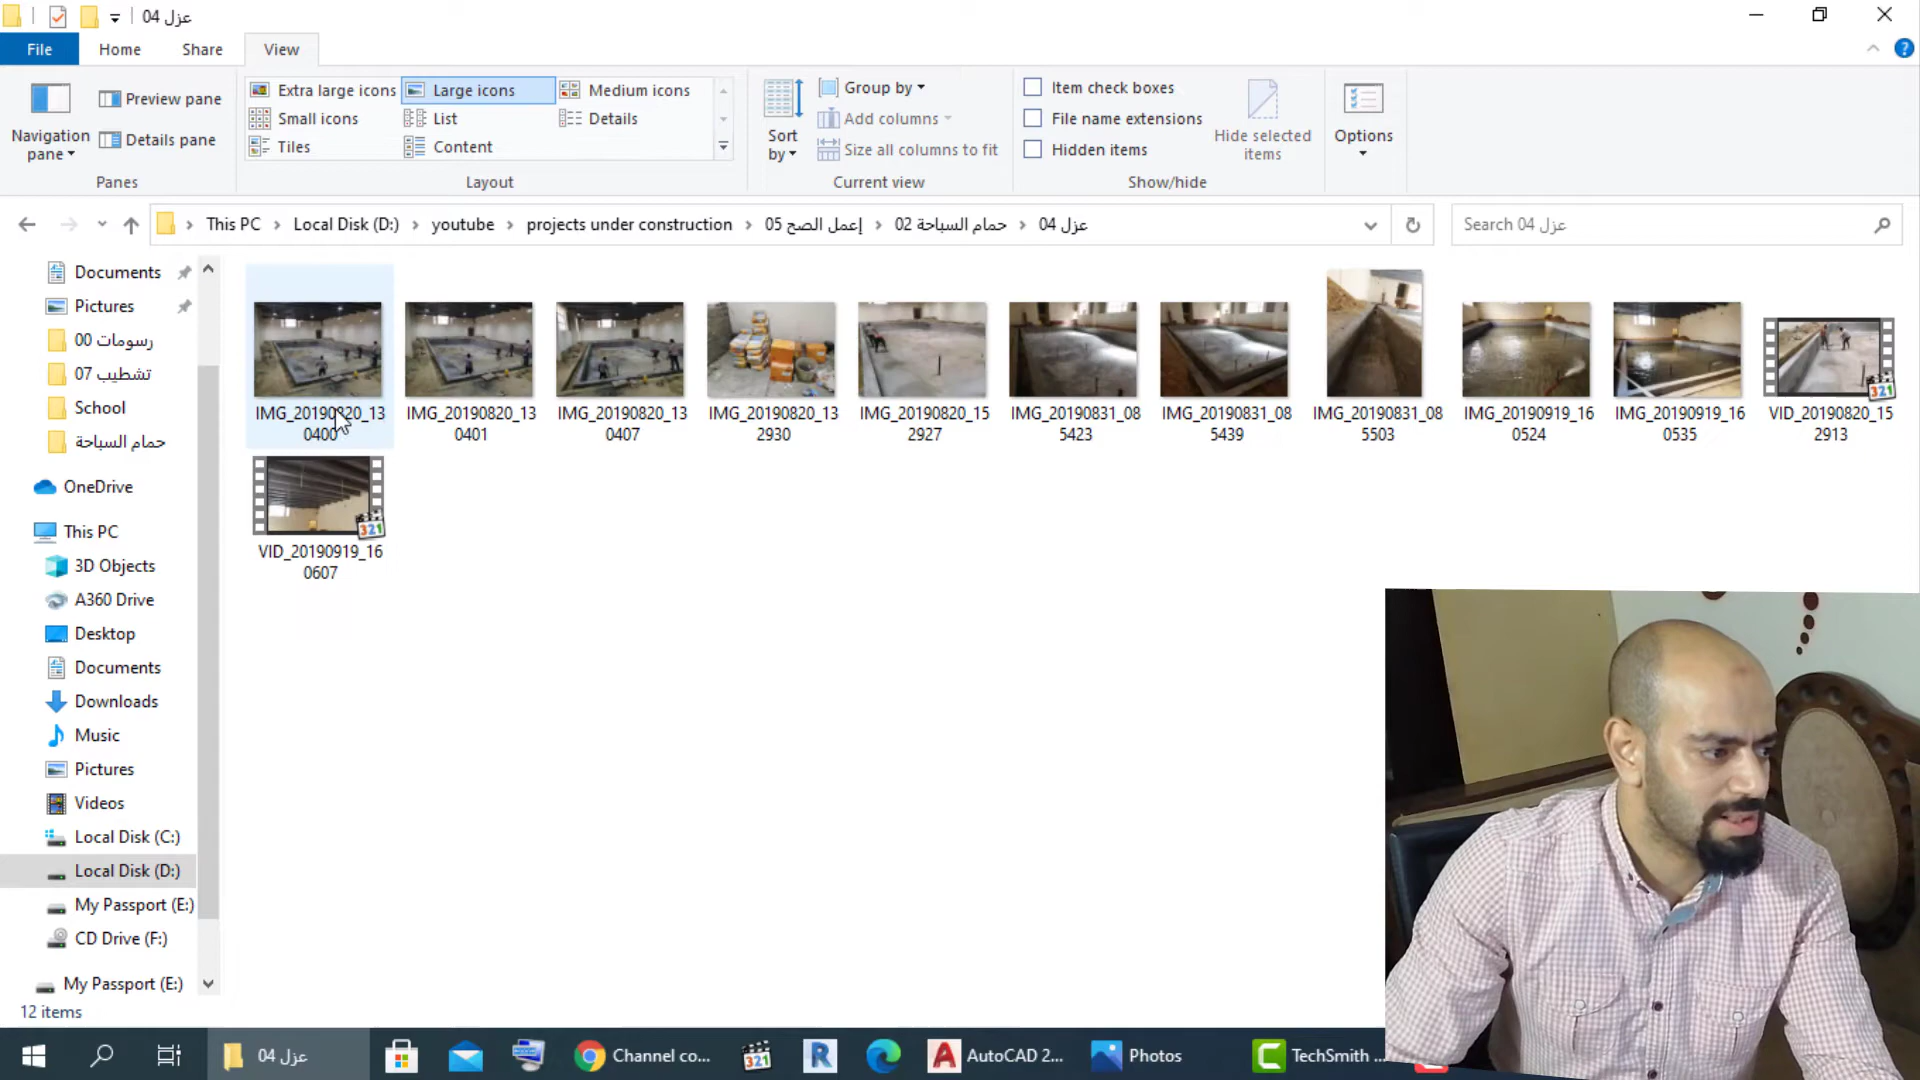 عزل 04
File
Home
Share
View
Navigation pane
Preview pane
Details pane
Panes
Extra large icons
Large icons
Medium icons
Small icons
List
Details
Tiles
Content
Layout
Sort by
Group by
Add columns
Size all columns to fit
Current view
Item check boxes
File name extensions
Hidden items
Hide selected items
Show/hide
Options
This PC > Local Disk (D:) > youtube > projects under construction > إعمل الصح 05 > حمام السباحة 02 > عزل 04
Search عزل 04
Documents
Pictures
رسومات 00
تشطيب 07
School
حمام السباحة
OneDrive
This PC
3D Objects
A360 Drive
Desktop
Documents
Downloads
Music
Pictures
Videos
Local Disk (C:)
Local Disk (D:)
My Passport (E:)
CD Drive (F:)
My Passport (E:)
IMG_20190820_13
0400
IMG_20190820_13
0401
IMG_20190820_13
0407
IMG_20190820_13
2930
IMG_20190820_15
2927
IMG_20190831_08
5423
IMG_20190831_08
5439
IMG_20190831_08
5503
IMG_20190919_16
0524
IMG_20190919_16
0535
321
VID_20190820_15
2913
321
VID_20190919_16
0607
12 items
عزل 04
Channel co...
321
R
A
AutoCAD 2...
Photos
TechSmith ...